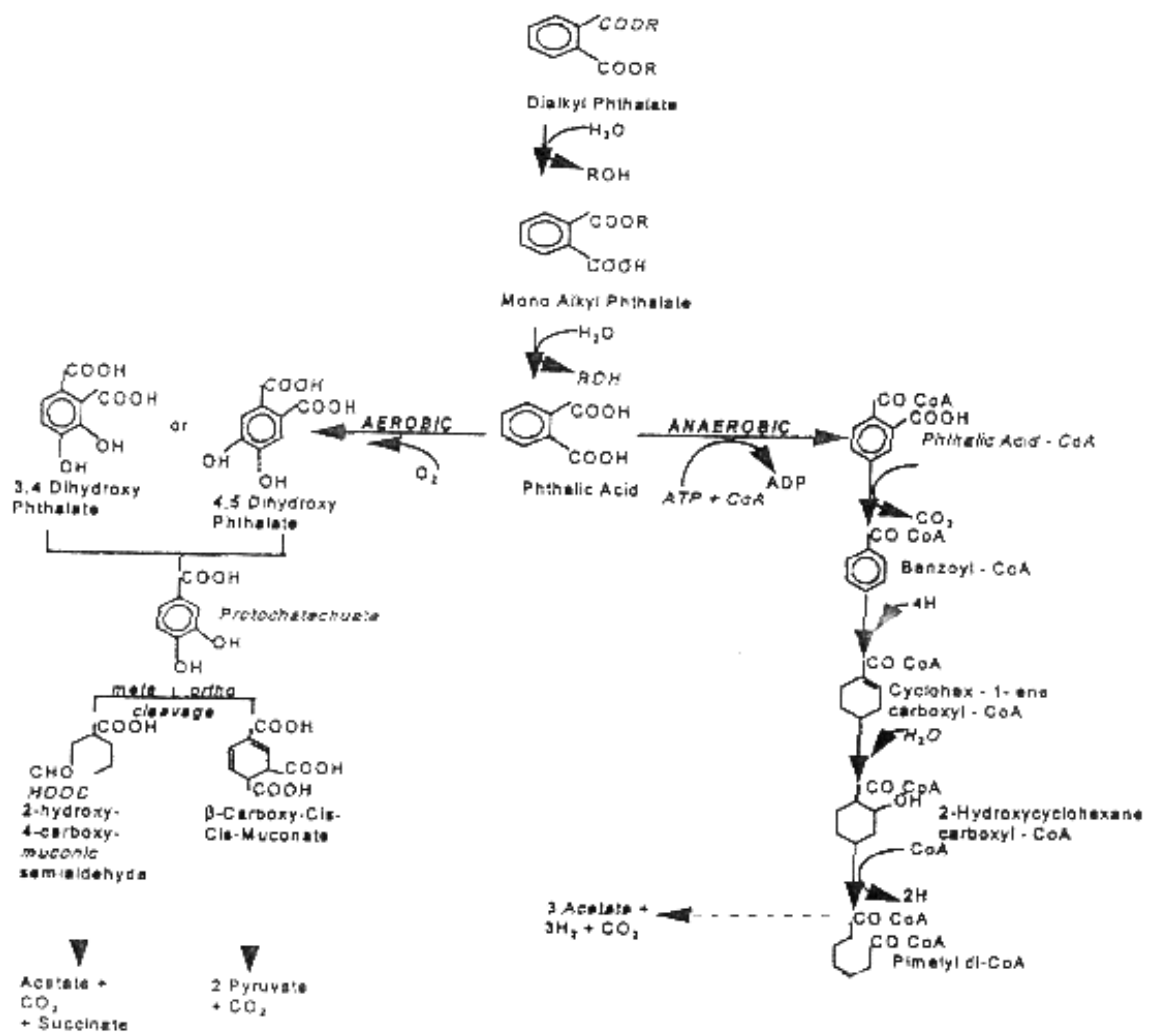 COOR
COOR
Dialkyl Phthalate
H₂O
ROH
COOR
COOH
Mono Alkyl Phthalate
H₂O
ROH
COOH
COOH
OH
OH
3,4 Dihydroxy
Phthalate
or
COOH
COOH
OH
OH
4,5 Dihydroxy
Phthalate
AEROBIC
O₂
COOH
COOH
Phthalic Acid
ANAEROBIC
ATP + CoA
ADP
CO CoA
COOH
Phthalic Acid - CoA
CO₂
CO CoA
Benzoyl - CoA
4H
CO CoA
Cyclohex - 1- ene
carboxyl - CoA
H₂O
CO CoA
OH
2-Hydroxycyclohexane
carboxyl - CoA
CoA
2H
CO CoA
CO CoA
Pimetyl di-CoA
3 Acetate +
3H₂ + CO₂
COOH
Protochatechuate
OH
OH
meta | ortho
cleavage
COOH
CHO
HOOC
2-hydroxy-
4-carboxy-
muconic
semialdehyde
COOH
COOH
COOH
β-Carboxy-Cis-
Cis-Muconate
Acetate +
CO₂
+ Succinate
2 Pyruvate
+ CO₂